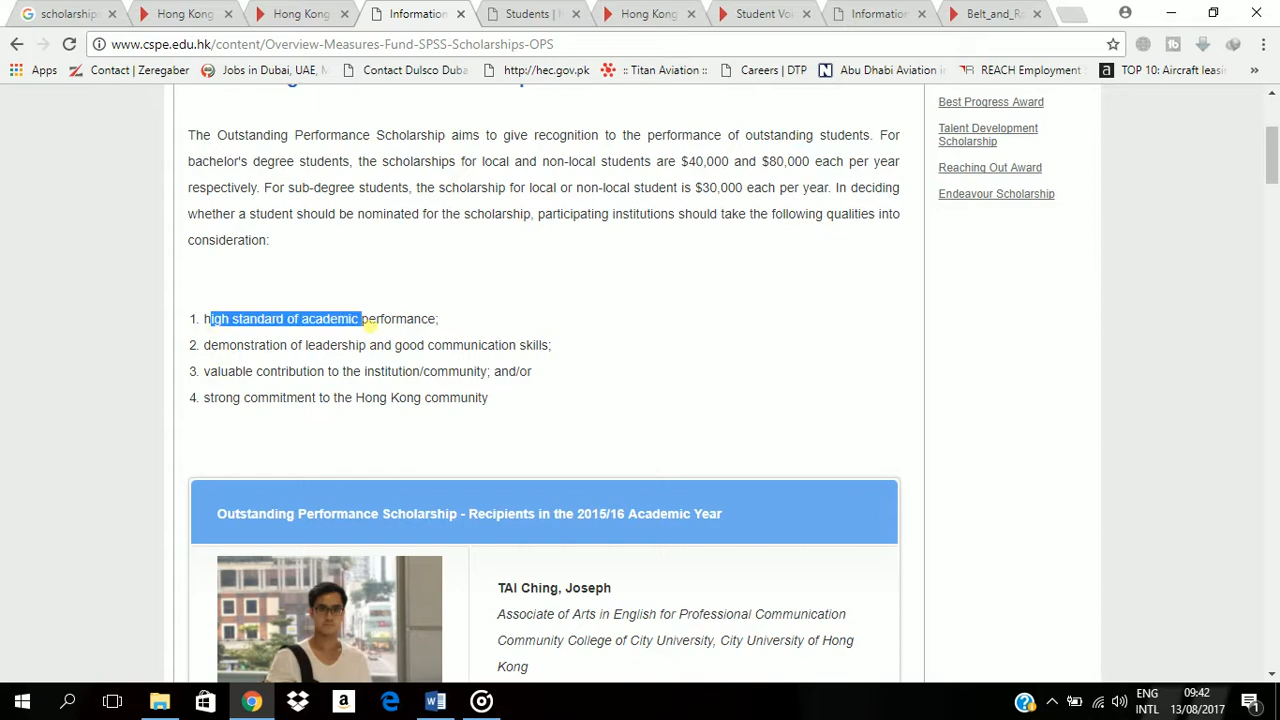 scholarship
Hong Kong
Hong Kong
Information
Students |
Hong Kong
Student Voi
Information
Belt_and_R
www.cspe.edu.hk/content/Overview-Measures-Fund-SPSS-Scholarships-OPS
Apps
Contact | Zeregaber
Jobs in Dubai, UAE, M
Contact Dulsco Duba
http://hec.gov.pk
:: Titan Aviation ::
Careers | DTP
Abu Dhabi Aviation i
REACH Employment
TOP 10: Aircraft leasi
»
The Outstanding Performance Scholarship aims to give recognition to the performance of outstanding students. For
bachelor's degree students, the scholarships for local and non-local students are $40,000 and $80,000 each per year
respectively. For sub-degree students, the scholarship for local or non-local student is $30,000 each per year. In deciding
whether a student should be nominated for the scholarship, participating institutions should take the following qualities into
consideration:
1. high standard of academic performance;
2. demonstration of leadership and good communication skills;
3. valuable contribution to the institution/community; and/or
4. strong commitment to the Hong Kong community
Outstanding Performance Scholarship - Recipients in the 2015/16 Academic Year
TAI Ching, Joseph
Associate of Arts in English for Professional Communication
Community College of City University, City University of Hong
Kong
Best Progress Award
Talent Development
Scholarship
Reaching Out Award
Endeavour Scholarship
ENG
INTL
09:42
13/08/2017